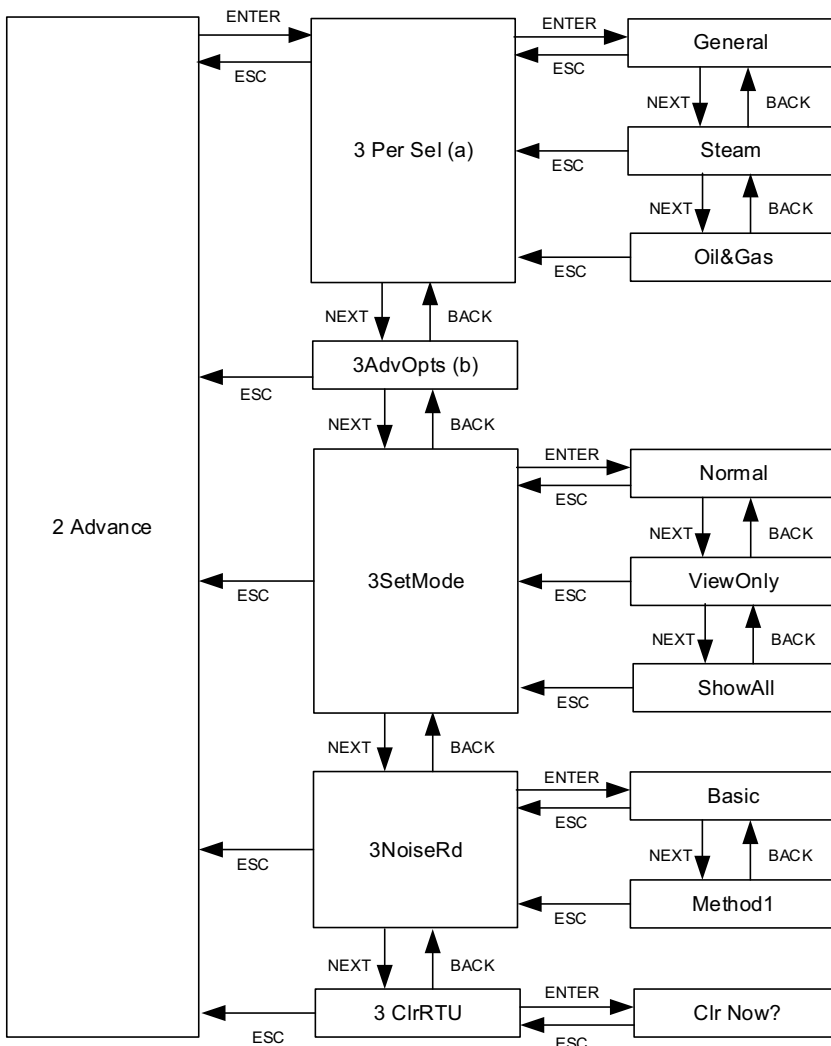 ENTER
ENTER
General
ESC
ESC
NEXT
BACK
3 Per Sel (a)
Steam
ESC
NEXT
BACK
Oil&Gas
ESC
NEXT
BACK
3AdvOpts (b)
ESC
NEXT
BACK
ENTER
Normal
ESC
NEXT
BACK
2 Advance
3SetMode
ViewOnly
ESC
ESC
NEXT
BACK
ShowAll
ESC
NEXT
BACK
ENTER
Basic
ESC
3NoiseRd
NEXT
BACK
ESC
Method1
ESC
NEXT
BACK
3 ClrRTU
ENTER
Clr Now?
ESC
ESC